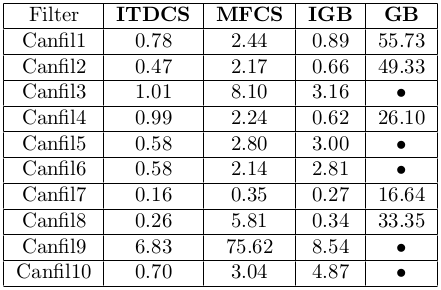 Filter ITDCS MFCS IGB GB
Canfil1 0.78 2.44 0.89 55.73
Canfil2 0.47 2.17 0.66 49.33
Canfil3 1.01 8.10 3.16 •
Canfil4 0.99 2.24 0.62 26.10
Canfil5 0.58 2.80 3.00 •
Canfil6 0.58 2.14 2.81 •
Canfil7 0.16 0.35 0.27 16.64
Canfil8 0.26 5.81 0.34 33.35
Canfil9 6.83 75.62 8.54 •
Canfil10 0.70 3.04 4.87 •